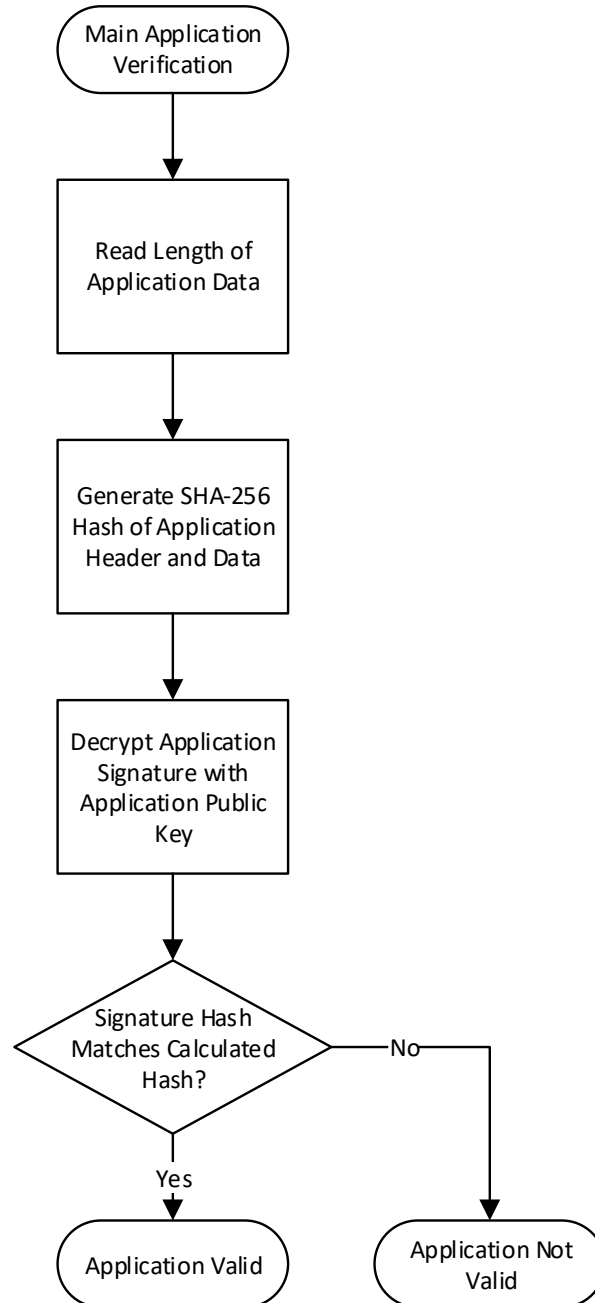 Main Application
Verification
Read Length of
Application Data
Generate SHA-256
Hash of Application
Header and Data
Decrypt Application
Signature with
Application Public
Key
Signature Hash
Matches Calculated
Hash?
No
Yes
Application Valid
Application Not
Valid